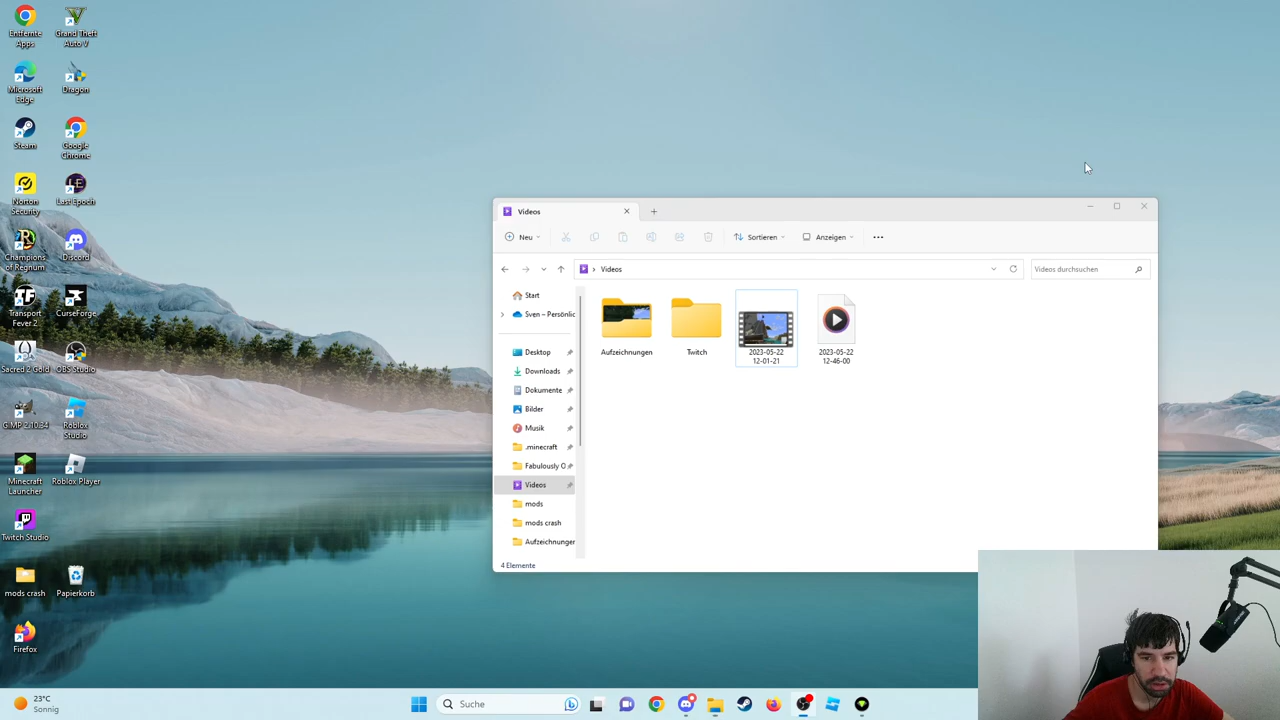 Entfernte
Apps
Grand Theft
Auto V
Microsoft
Edge
Dragon
Steam
Google
Chrome
Norton
Security
Last Epoch
Champions
of Regnum
Discord
Transport
Fever 2
CurseForge
Sacred 2 Gold
OBS Studio
GIMP 2.10.34
Roblox
Studio
Minecraft
Launcher
Roblox Player
Twitch Studio
mods crash
Papierkorb
Firefox
Videos
Neu
Sortieren
Anzeigen
Videos
Videos durchsuchen
Start
Sven – Persönlic
Desktop
Downloads
Dokumente
Bilder
Musik
.minecraft
Fabulously O
Videos
mods
mods crash
Aufzeichnungen
Aufzeichnungen
Twitch
2023-05-22
12-01-21
2023-05-22
12-46-00
4 Elemente
23°C
Sonnig
Suche